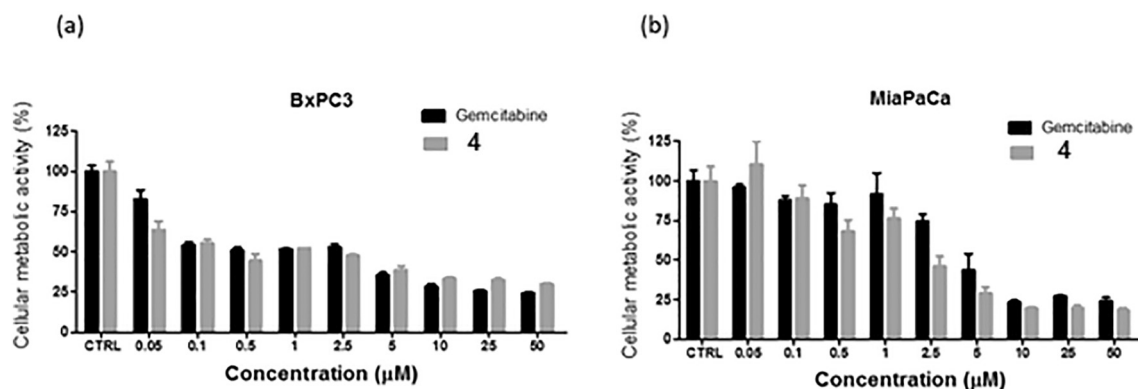 (a)
BxPC3
Gemcitabine
4
Cellular metabolic activity (%)
125
100
75
50
25
0
CTRL 0.05 0.1 0.5 1 2.5 5 10 25 50
Concentration (µM)
(b)
MiaPaCa
Gemcitabine
4
Cellular metabolic activity (%)
125
100
75
50
25
0
CTRL 0.05 0.1 0.5 1 2.5 5 10 25 50
Concentration (µM)